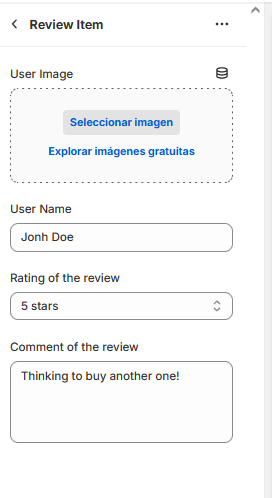 Review Item
User Image
Seleccionar imagen
Explorar imágenes gratuitas
User Name
Jonh Doe
Rating of the review
5 stars
Comment of the review
Thinking to buy another one!